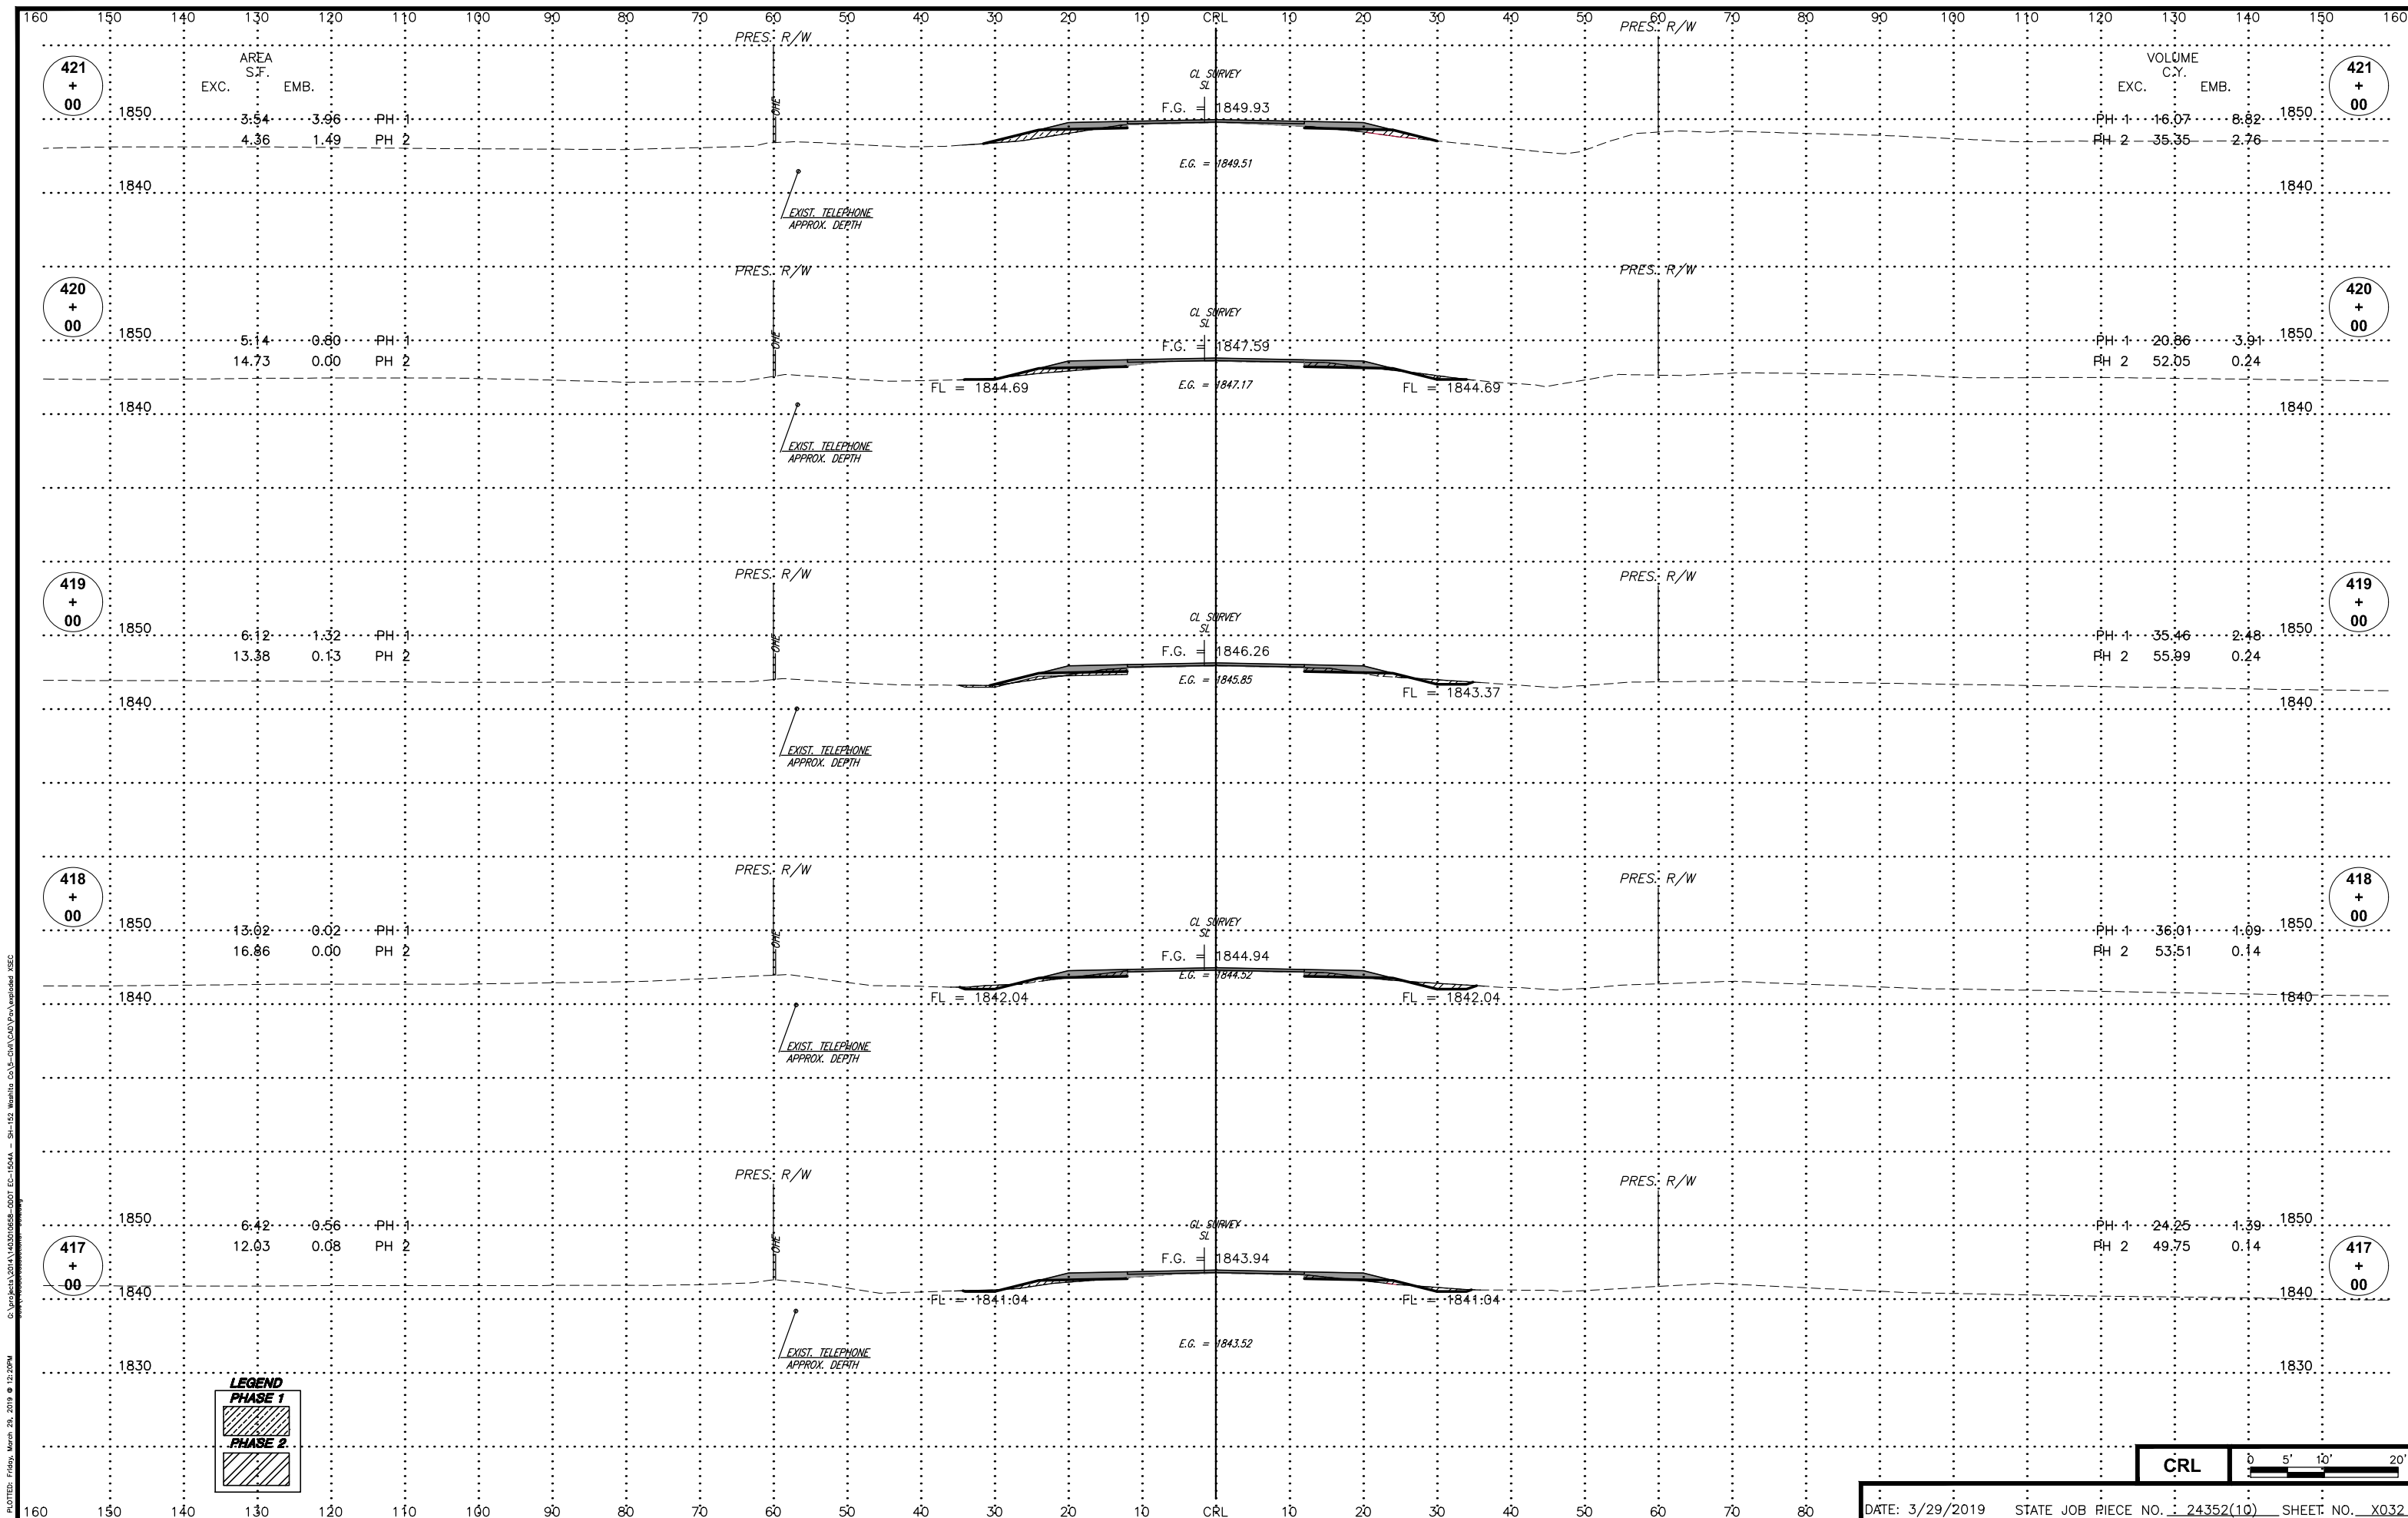 160 150 140 130 120 110 100 90 80 70 60 50 40 30 20 10 CRL 10 20 30 40 50 60 70 80 90 100 110 120 130 140 150 160
PRES. R/W PRES. R/W
421 + 00
AREA
S.F.
EXC. EMB.
CL SURVEY
SL
VOLUME
C.Y.
EXC. EMB.
421 + 00
1850 3.54 3.96 PH 1 OHE F.G. = 1849.93 PH 1 16.07 8.82 1850
4.36 1.49 PH 2 PH 2 35.35 2.76
E.G. = 1849.51
1840 1840
EXIST. TELEPHONE
APPROX. DEPTH
PRES. R/W PRES. R/W
420 + 00 420 + 00
CL SURVEY
SL
1850 5.14 0.80 PH 1 OHE F.G. = 1847.59 PH 1 20.86 3.91 1850
14.73 0.00 PH 2 PH 2 52.05 0.24
FL = 1844.69 E.G. = 1847.17 FL = 1844.69
1840 1840
EXIST. TELEPHONE
APPROX. DEPTH
PRES. R/W PRES. R/W
419 + 00 419 + 00
CL SURVEY
SL
1850 6.12 1.32 PH 1 OHE PH 1 35.46 2.48 1850
13.38 0.13 PH 2 F.G. = 1846.26 PH 2 55.99 0.24
E.G. = 1845.85 FL = 1843.37
1840 1840
EXIST. TELEPHONE
APPROX. DEPTH
PRES. R/W PRES. R/W
418 + 00 418 + 00
CL SURVEY
SL
1850 13.02 0.02 PH 1 OHE PH 1 36.01 1.09 1850
16.86 0.00 PH 2 F.G. = 1844.94 PH 2 53.51 0.14
E.G. = 1844.52
1840 FL = 1842.04 FL = 1842.04 1840
EXIST. TELEPHONE
APPROX. DEPTH
PRES. R/W PRES. R/W
1850 6.42 0.56 PH 1 CL SURVEY PH 1 24.25 1.39 1850
SL
417 + 00 12.03 0.08 PH 2 OHE F.G. = 1843.94 PH 2 49.75 0.14 417 + 00
1840 FL = 1841.04 FL = 1841.04 1840
E.G. = 1843.52
EXIST. TELEPHONE
APPROX. DEPTH
1830 1830
LEGEND
PHASE 1
PHASE 2
CRL 0 5' 10' 20'
160 150 140 130 120 110 100 90 80 70 60 50 40 30 20 10 CRL 10 20 30 40 50 60 70 80
DATE: 3/29/2019 STATE JOB PIECE NO. 24352(10) SHEET NO. X032
PLOTTED: Friday, March 29, 2019 @ 12:20PM